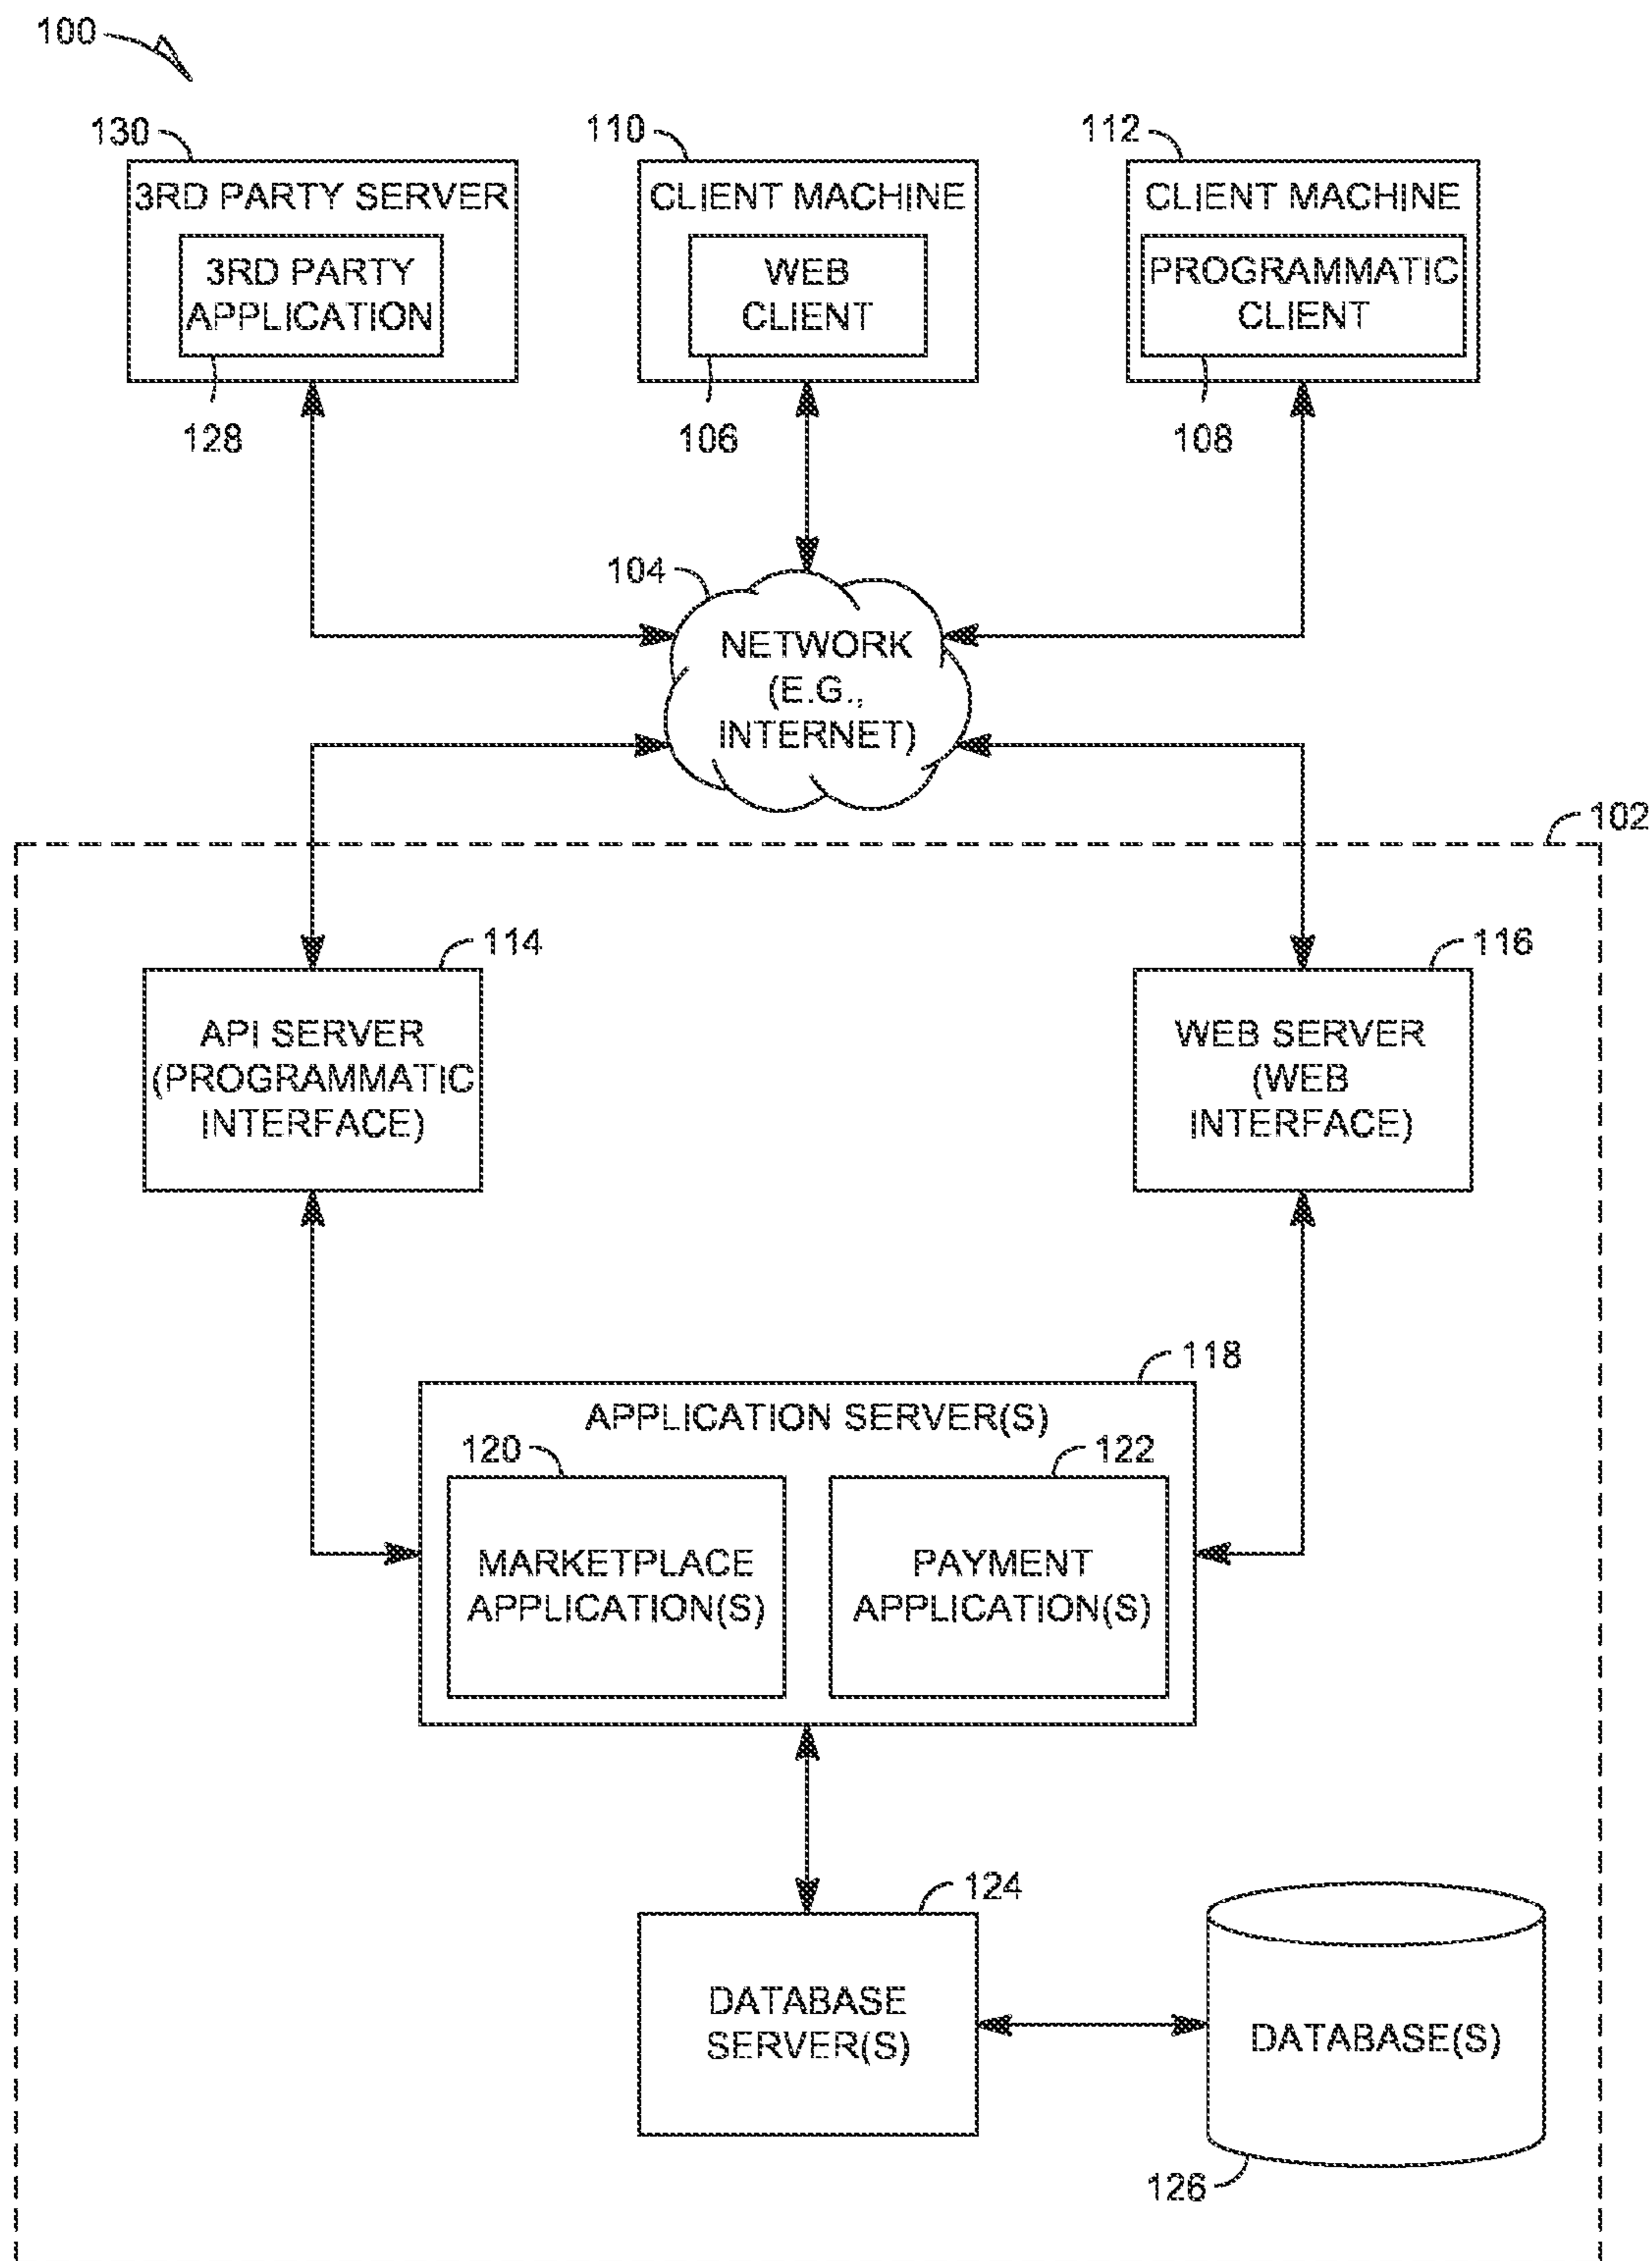 100
130
110
112
3RD PARTY SERVER
3RD PARTY
APPLICATION
CLIENT MACHINE
WEB
CLIENT
CLIENT MACHINE
PROGRAMMATIC
CLIENT
128
106
108
104
NETWORK
(E.G.,
INTERNET)
102
114
116
API SERVER
(PROGRAMMATIC
INTERFACE)
WEB SERVER
(WEB
INTERFACE)
118
APPLICATION SERVER(S)
120
122
MARKETPLACE
APPLICATION(S)
PAYMENT
APPLICATION(S)
124
DATABASE
SERVER(S)
DATABASE(S)
126